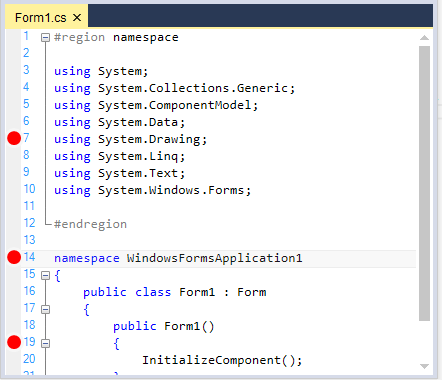 Form1.cs ×
1 #region namespace
2
3 using System;
4 using System.Collections.Generic;
5 using System.ComponentModel;
6 using System.Data;
7 using System.Drawing;
8 using System.Linq;
9 using System.Text;
10 using System.Windows.Forms;
11
12 #endregion
13
14 namespace WindowsFormsApplication1
15 {
16 public class Form1 : Form
17 {
18 public Form1()
19 {
20 InitializeComponent();
21 }